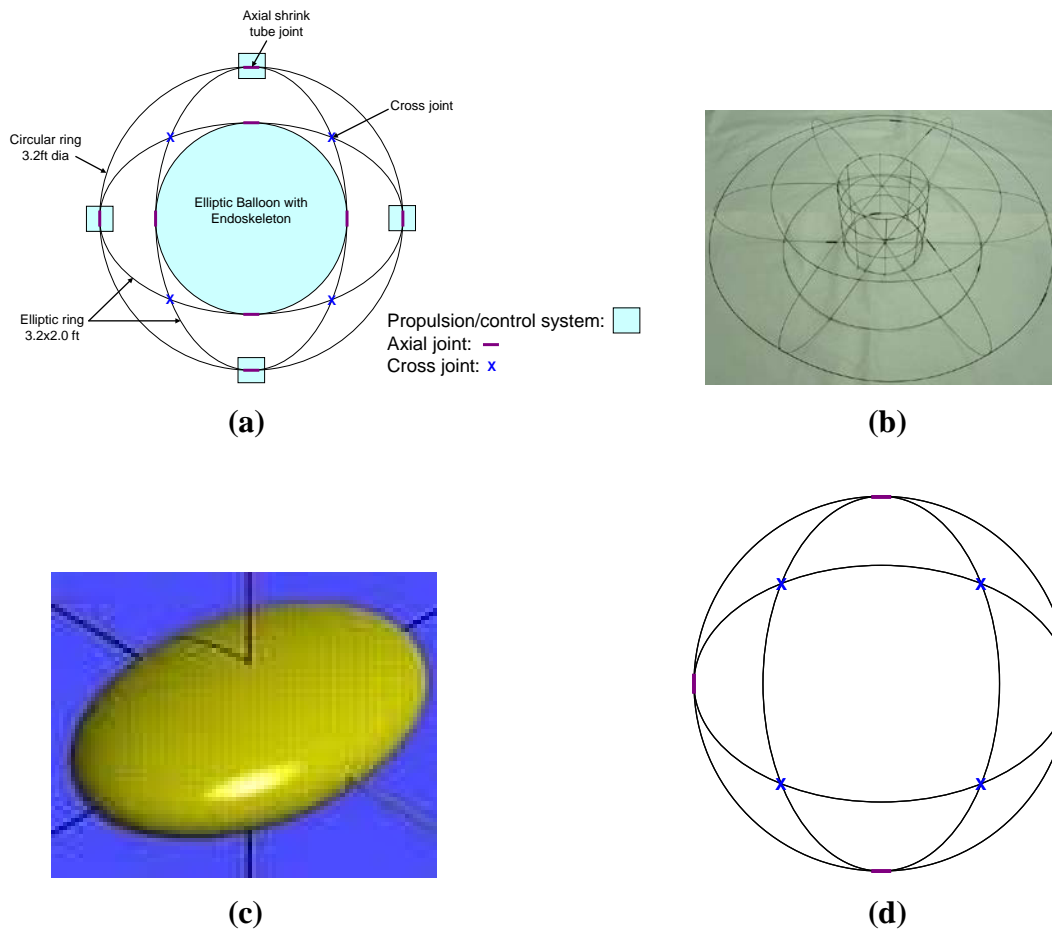 Axial shrink
tube joint
Cross joint
Circular ring
3.2ft dia
Elliptic Balloon with
Endoskeleton
Elliptic ring
3.2x2.0 ft
Propulsion/control system:
Axial joint:
Cross joint: x
(a)
(b)
(c)
(d)